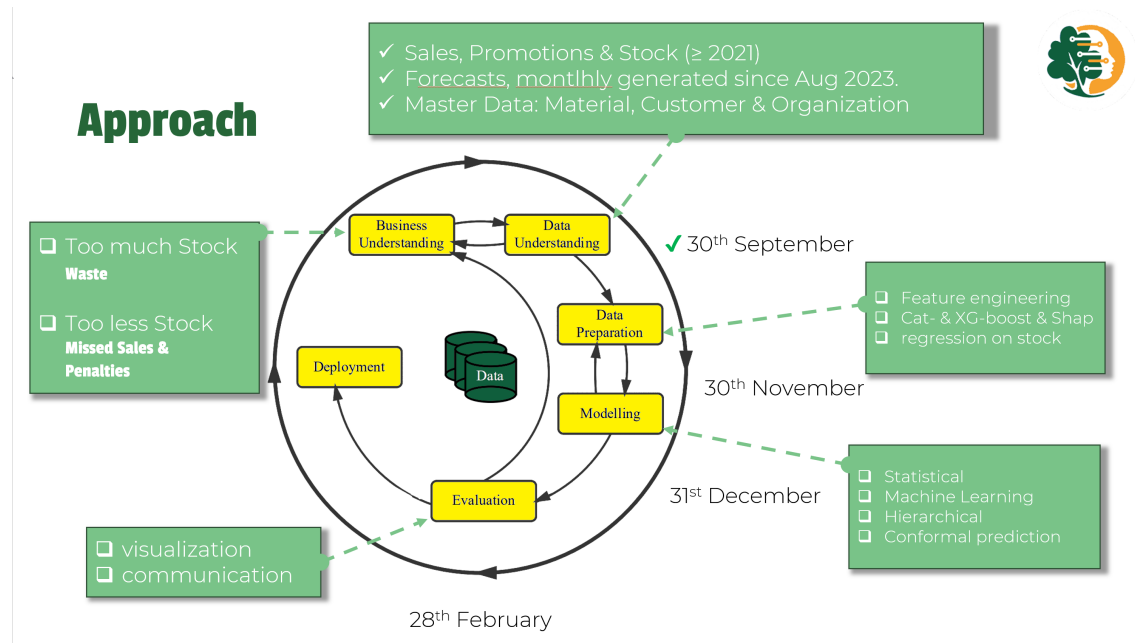 Approach
✓ Sales, Promotions & Stock (≥ 2021)
✓ Forecasts, montlhly generated since Aug 2023.
✓ Master Data: Material, Customer & Organization
❑ Too much Stock
Waste
❑ Too less Stock
Missed Sales &
Penalties
Business
Understanding
Data
Understanding
✓ 30th September
Data
Preparation
❑ Feature engineering
❑ Cat- & XG-boost & Shap
❑ regression on stock
Deployment
Data
30th November
Modelling
31st December
❑ Statistical
❑ Machine Learning
❑ Hierarchical
❑ Conformal prediction
Evaluation
❑ visualization
❑ communication
28th February